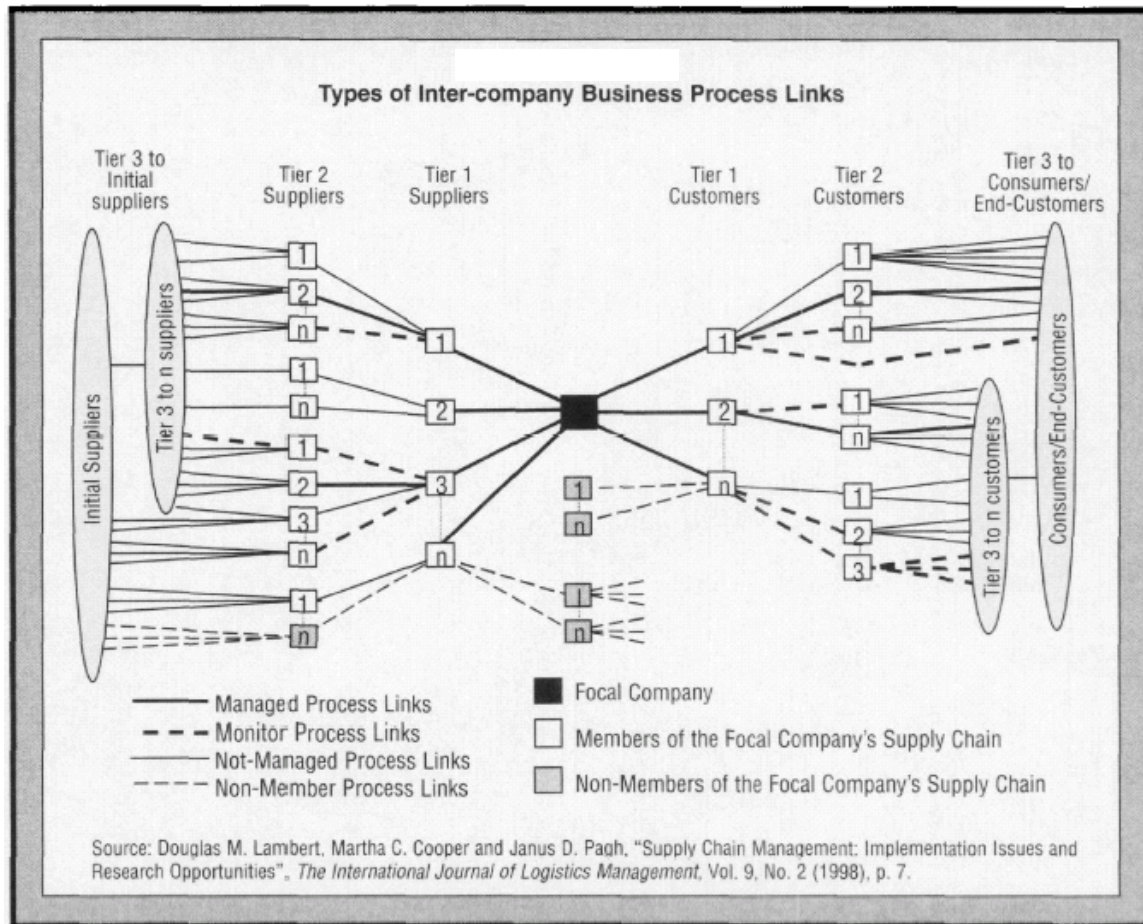 Types of Inter-company Business Process Links
Tier 3 to
Initial
suppliers
Tier 2
Suppliers
Tier 1
Suppliers
Tier 1
Customers
Tier 2
Customers
Tier 3 to
Consumers/
End-Customers
Initial Suppliers
Tier 3 to n suppliers
1
2
n
1
n
1
2
3
n
1
n
1
2
3
n
1
n
1
n
1
2
n
1
2
n
1
n
1
2
3
Tier 3 to n customers
Consumers/End-Customers
Managed Process Links
Monitor Process Links
Not-Managed Process Links
Non-Member Process Links
Focal Company
Members of the Focal Company's Supply Chain
Non-Members of the Focal Company's Supply Chain
Source: Douglas M. Lambert, Martha C. Cooper and Janus D. Pagh, "Supply Chain Management: Implementation Issues and
Research Opportunities", The International Journal of Logistics Management, Vol. 9, No. 2 (1998), p. 7.